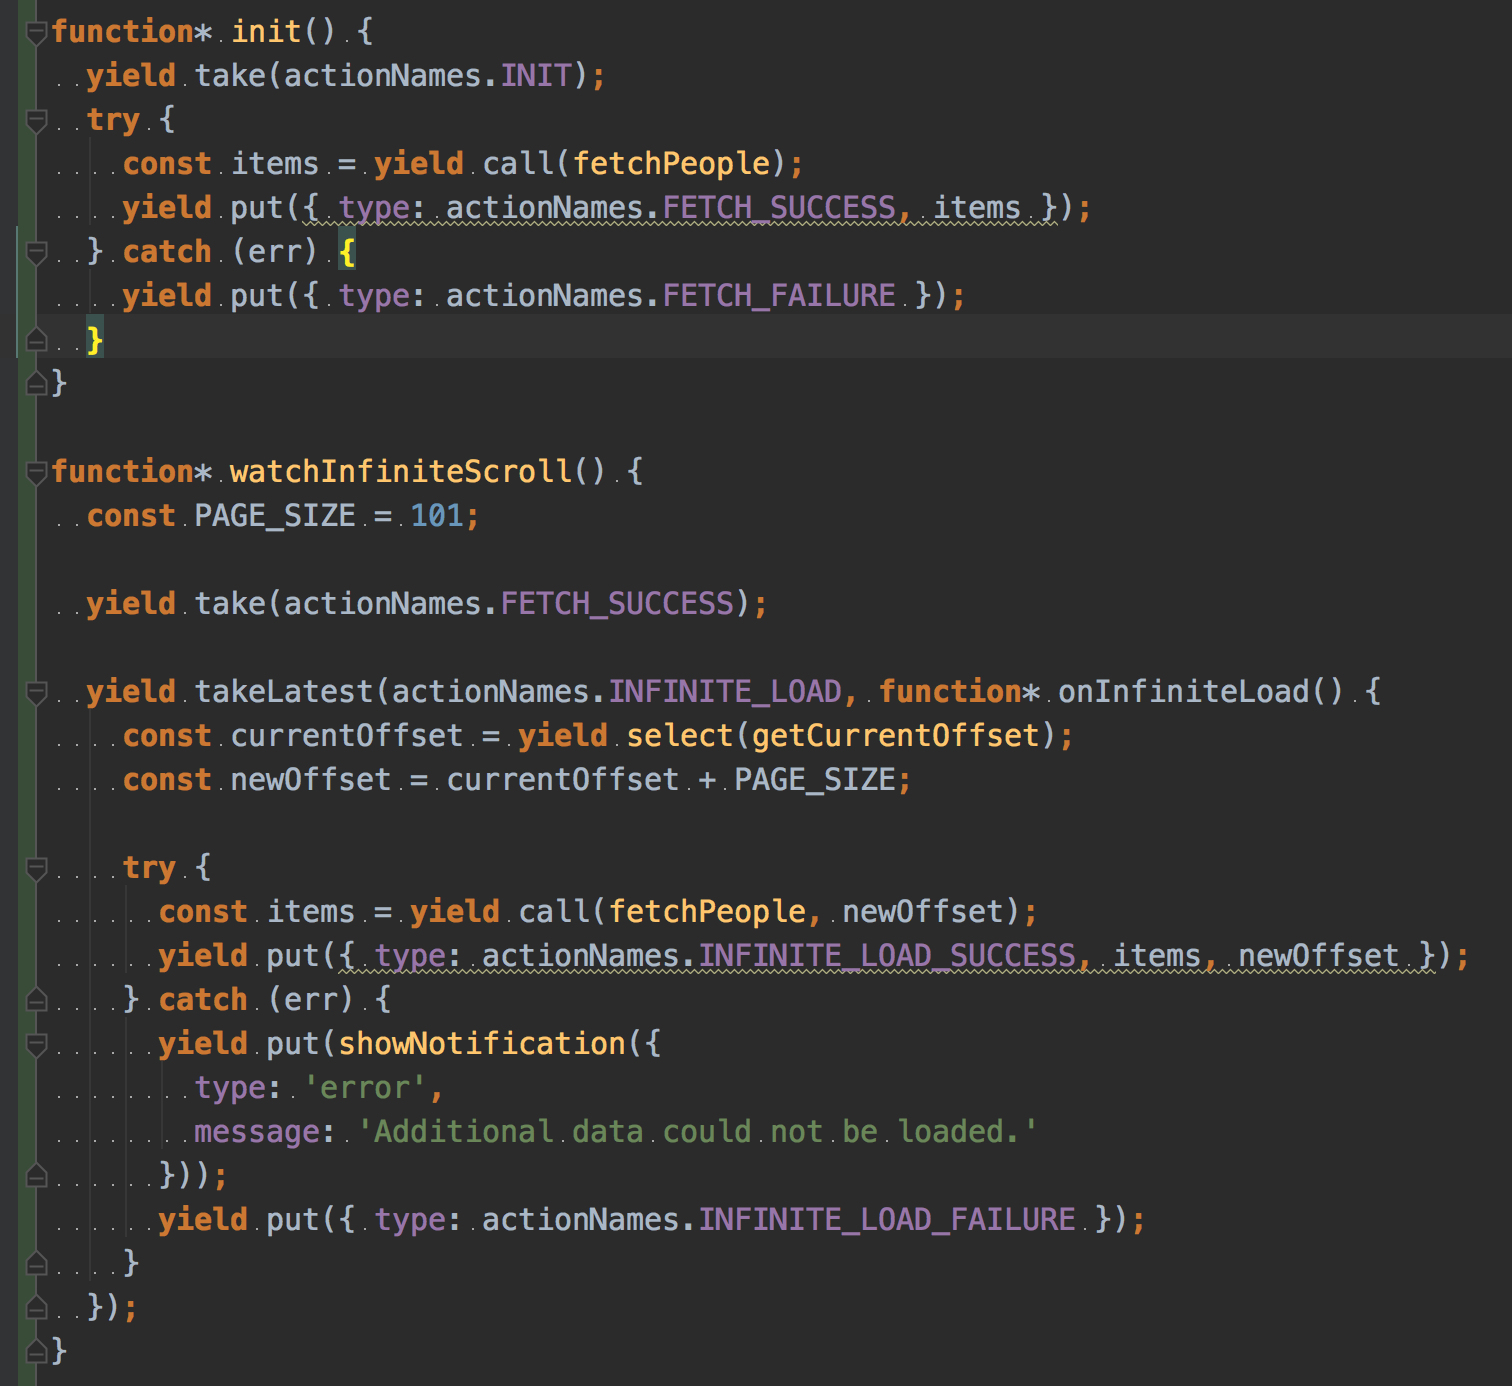 function* init() {
  yield take(actionNames.INIT);
  try {
    const items = yield call(fetchPeople);
    yield put({ type: actionNames.FETCH_SUCCESS, items });
  } catch (err) {
    yield put({ type: actionNames.FETCH_FAILURE });
  }
}
function* watchInfiniteScroll() {
  const PAGE_SIZE = 101;
  yield take(actionNames.FETCH_SUCCESS);
  yield takeLatest(actionNames.INFINITE_LOAD, function* onInfiniteLoad() {
    const currentOffset = yield select(getCurrentOffset);
    const newOffset = currentOffset + PAGE_SIZE;
    try {
      const items = yield call(fetchPeople, newOffset);
      yield put({ type: actionNames.INFINITE_LOAD_SUCCESS, items, newOffset });
    } catch (err) {
      yield put(showNotification({
        type: 'error',
        message: 'Additional data could not be loaded.'
      }));
      yield put({ type: actionNames.INFINITE_LOAD_FAILURE });
    }
  });
}